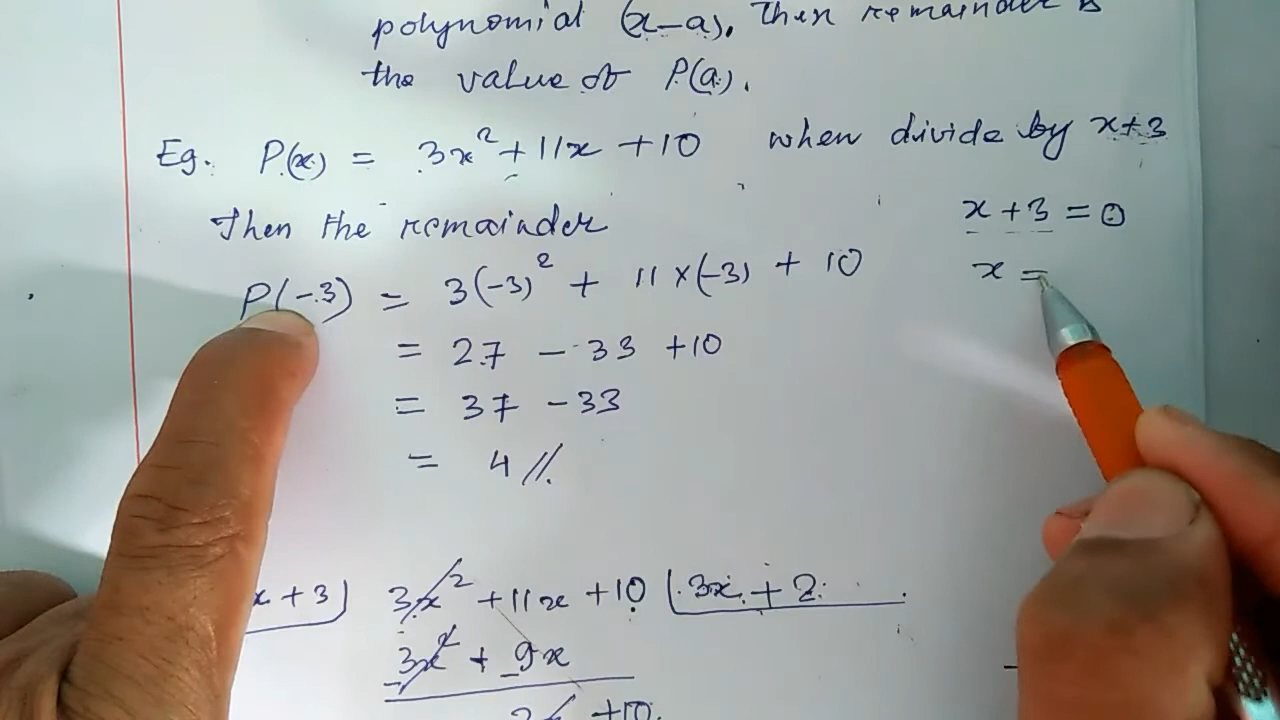 polynomial (x-a), Then remainder is
the value of P(a).
Eg. P(x) = 3x² + 11x + 10 when divide by x+3
Then the remainder
x + 3 = 0
P(-3) = 3(-3)² + 11 × (-3) + 10
x =
= 27 - 33 + 10
= 37 - 33
= 4 //.
x + 3) 3x² + 11x + 10 (3x + 2
3x² + 9x
+10